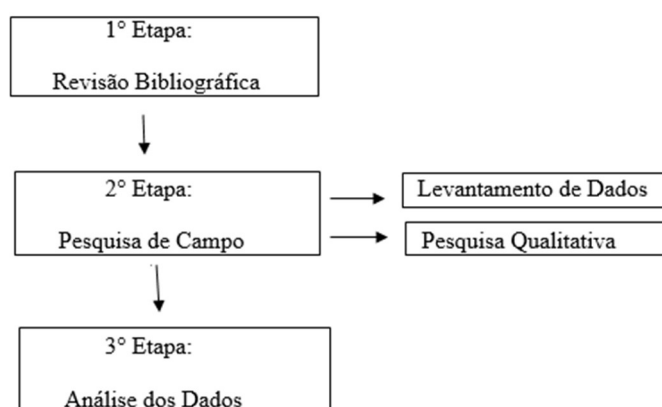 1° Etapa:
Revisão Bibliográfica
2° Etapa:
Pesquisa de Campo
Levantamento de Dados
Pesquisa Qualitativa
3° Etapa:
Análise dos Dados